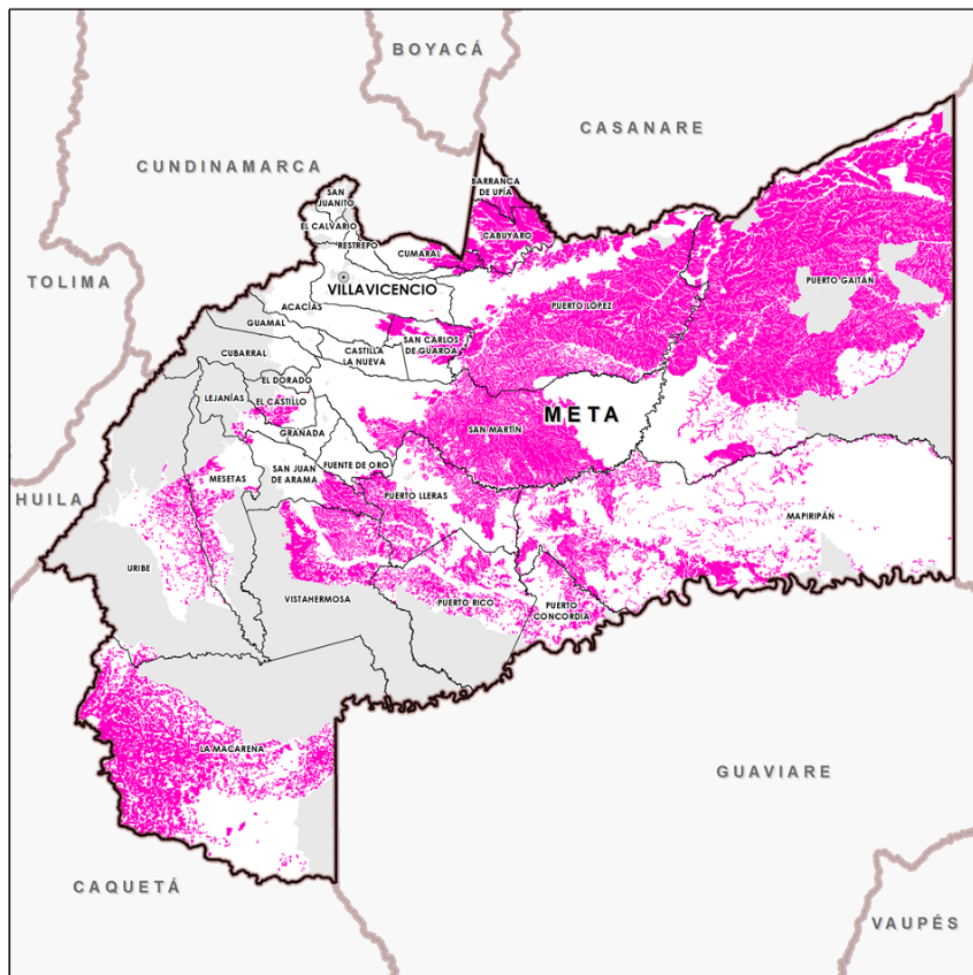 BOYACÁ
CASANARE
CUNDINAMARCA
BARRANCA
DE UPÍA
SAN
JUANITO
EL CALVARIO
CABUYARO
RESTREPO
CUMARAL
TOLIMA
VILLAVICENCIO
PUERTO GAITÁN
ACACÍAS
PUERTO LÓPEZ
GUAMAL
SAN CARLOS
DE GUAROA
CUBARRAL
CASTILLA
LA NUEVA
EL DORADO
LEJANÍAS
EL CASTILLO
META
SAN MARTÍN
GRANADA
FUENTE DE ORO
SAN JUAN
DE ARAMA
MESETAS
PUERTO LLERAS
HUILA
MAPIRIPÁN
URIBE
VISTAHERMOSA
PUERTO RICO
PUERTO
CONCORDIA
LA MACARENA
GUAVIARE
CAQUETÁ
VAUPÉS